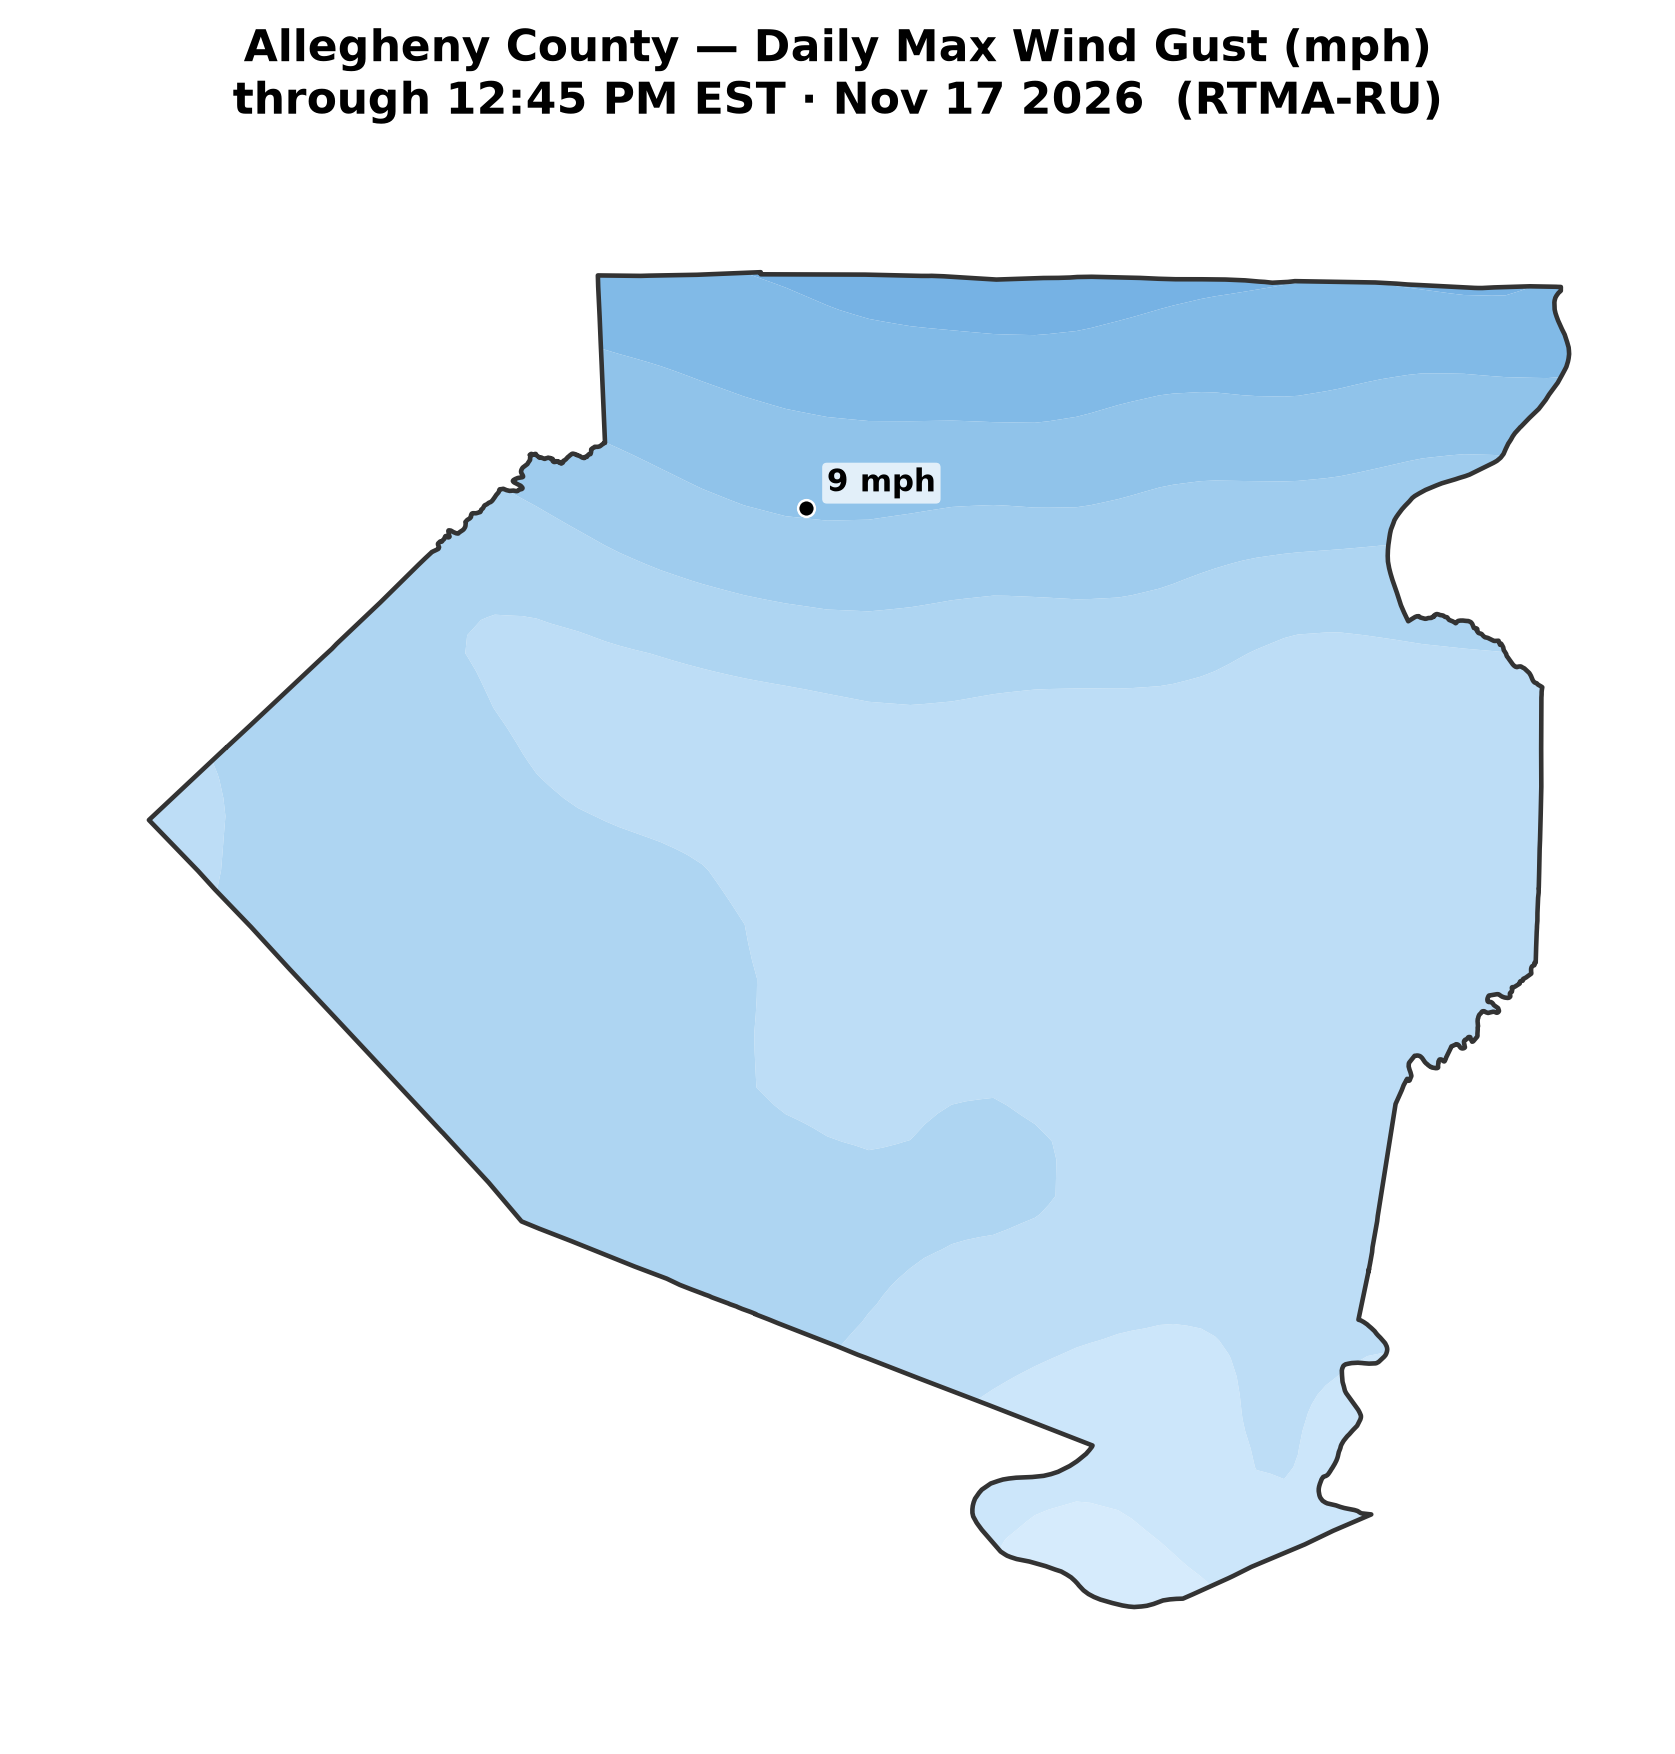 Allegheny County — Daily Max Wind Gust (mph)
through 12:45 PM EST · Nov 17 2026 (RTMA-RU)
9 mph